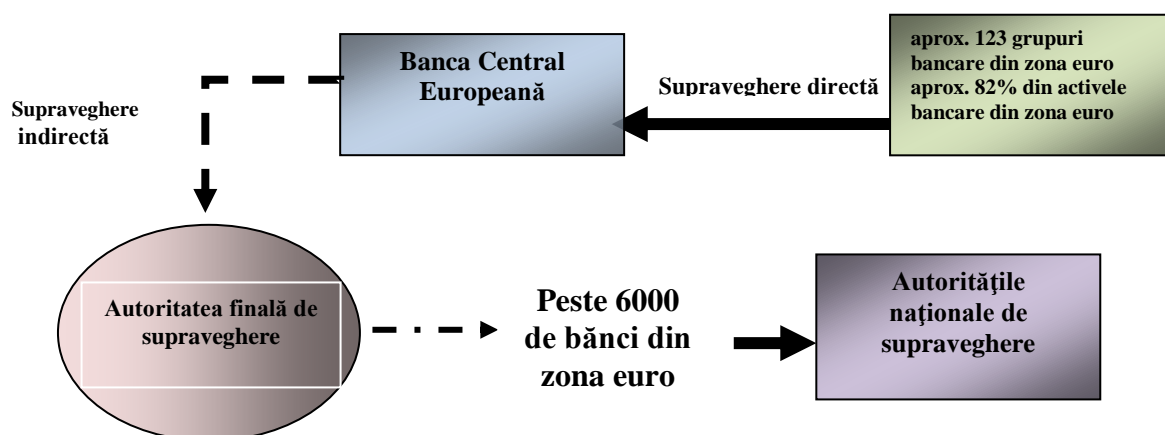 Banca Central
Europeană
Supraveghere directă
aprox. 123 grupuri
bancare din zona euro
aprox. 82% din activele
bancare din zona euro
Supraveghere
indirectă
Autoritatea finală de
supraveghere
Peste 6000
de bănci din
zona euro
Autorităţile
naţionale de
supraveghere